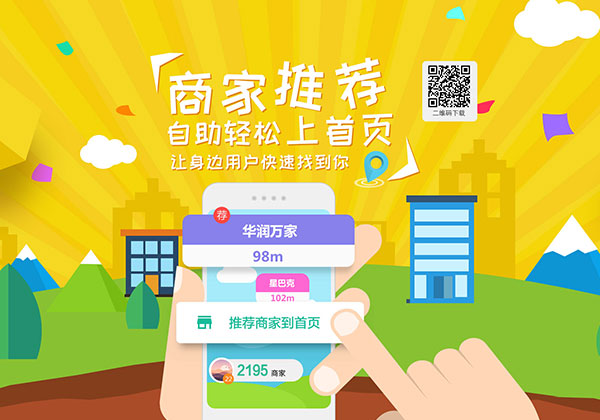 商家推荐
自助轻松上首页
让身边用户快速找到你
二维码下载
荐
华润万家
98m
星巴克
102m
推荐商家到首页
2195 商家
22